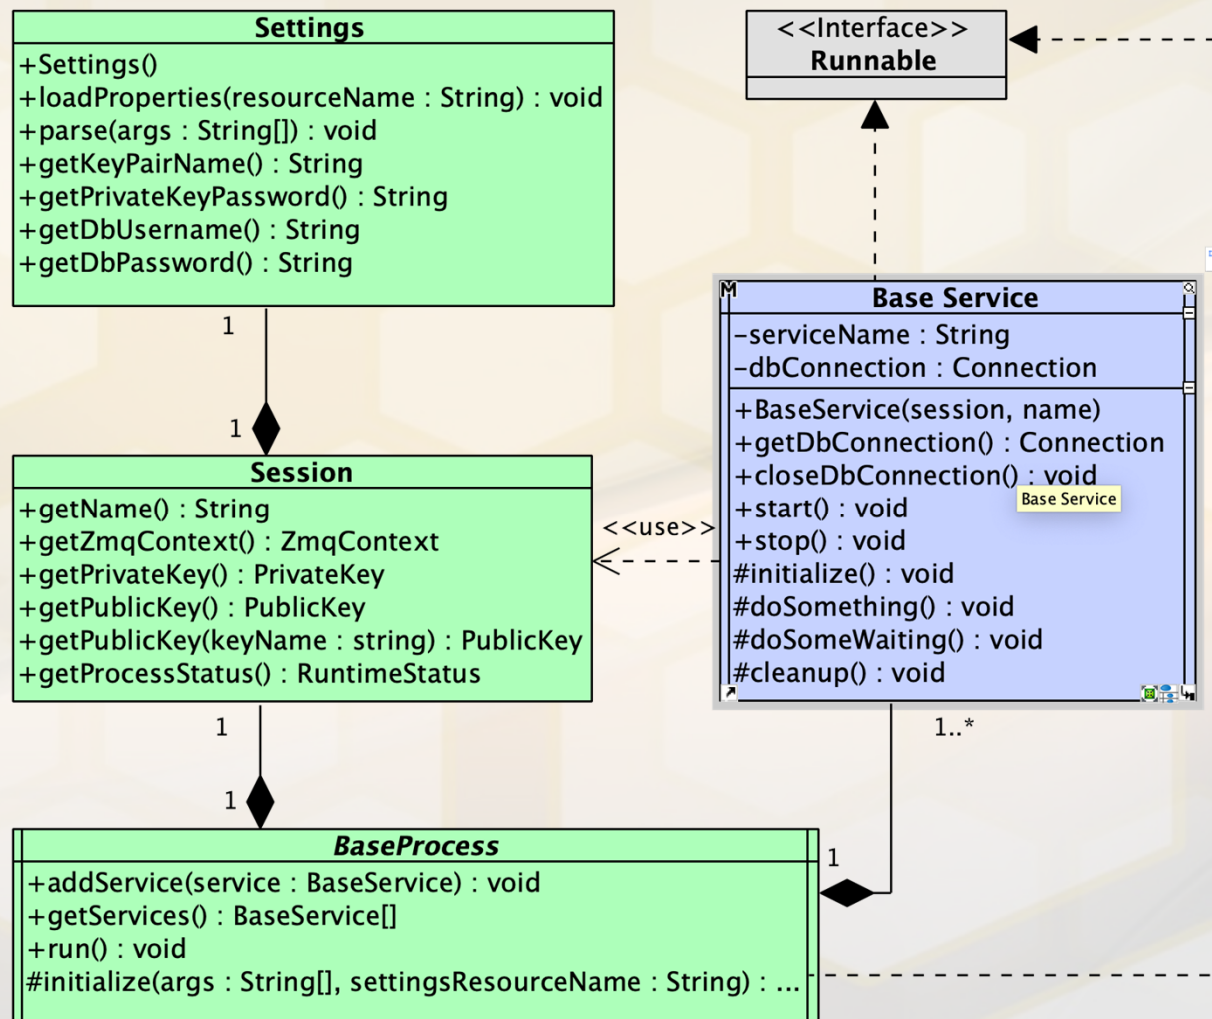 Settings
+Settings()
+loadProperties(resourceName : String) : void
+parse(args : String[]) : void
+getKeyPairName() : String
+getPrivateKeyPassword() : String
+getDbUsername() : String
+getDbPassword() : String
<<Interface>>
Runnable
1
1
Session
+getName() : String
+getZmqContext() : ZmqContext
+getPrivateKey() : PrivateKey
+getPublicKey() : PublicKey
+getPublicKey(keyName : string) : PublicKey
+getProcessStatus() : RuntimeStatus
<<use>>
M
Base Service
-serviceName : String
-dbConnection : Connection
+BaseService(session, name)
+getDbConnection() : Connection
+closeDbConnection() : void
Base Service
+start() : void
+stop() : void
#initialize() : void
#doSomething() : void
#doSomeWaiting() : void
#cleanup() : void
1
1
1..*
1
BaseProcess
+addService(service : BaseService) : void
+getServices() : BaseService[]
+run() : void
#initialize(args : String[], settingsResourceName : String) : ...